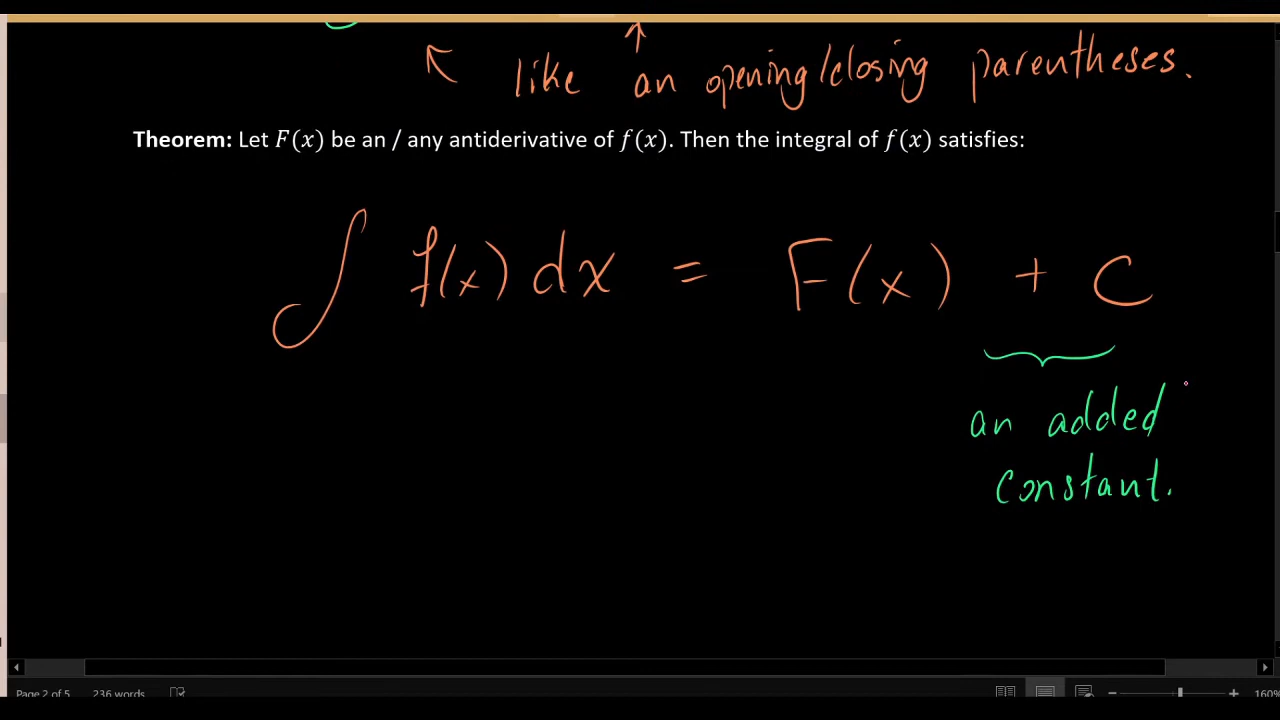 like an opening/closing parentheses.
Theorem: Let F(x) be an / any antiderivative of f(x). Then the integral of f(x) satisfies:
∫ f(x) dx = F(x) + C
an added
constant.
Page 2 of 5 236 words 160%